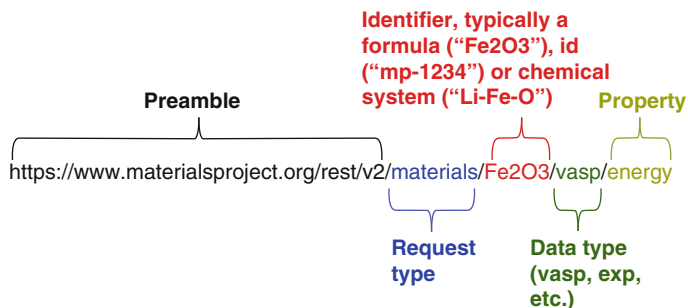 Identifier, typically a
formula (“Fe2O3”), id
(“mp-1234”) or chemical
system (“Li-Fe-O”)
Preamble
Property
https://www.materialsproject.org/rest/v2/materials/Fe2O3/vasp/energy
Request
type
Data type
(vasp, exp,
etc.)